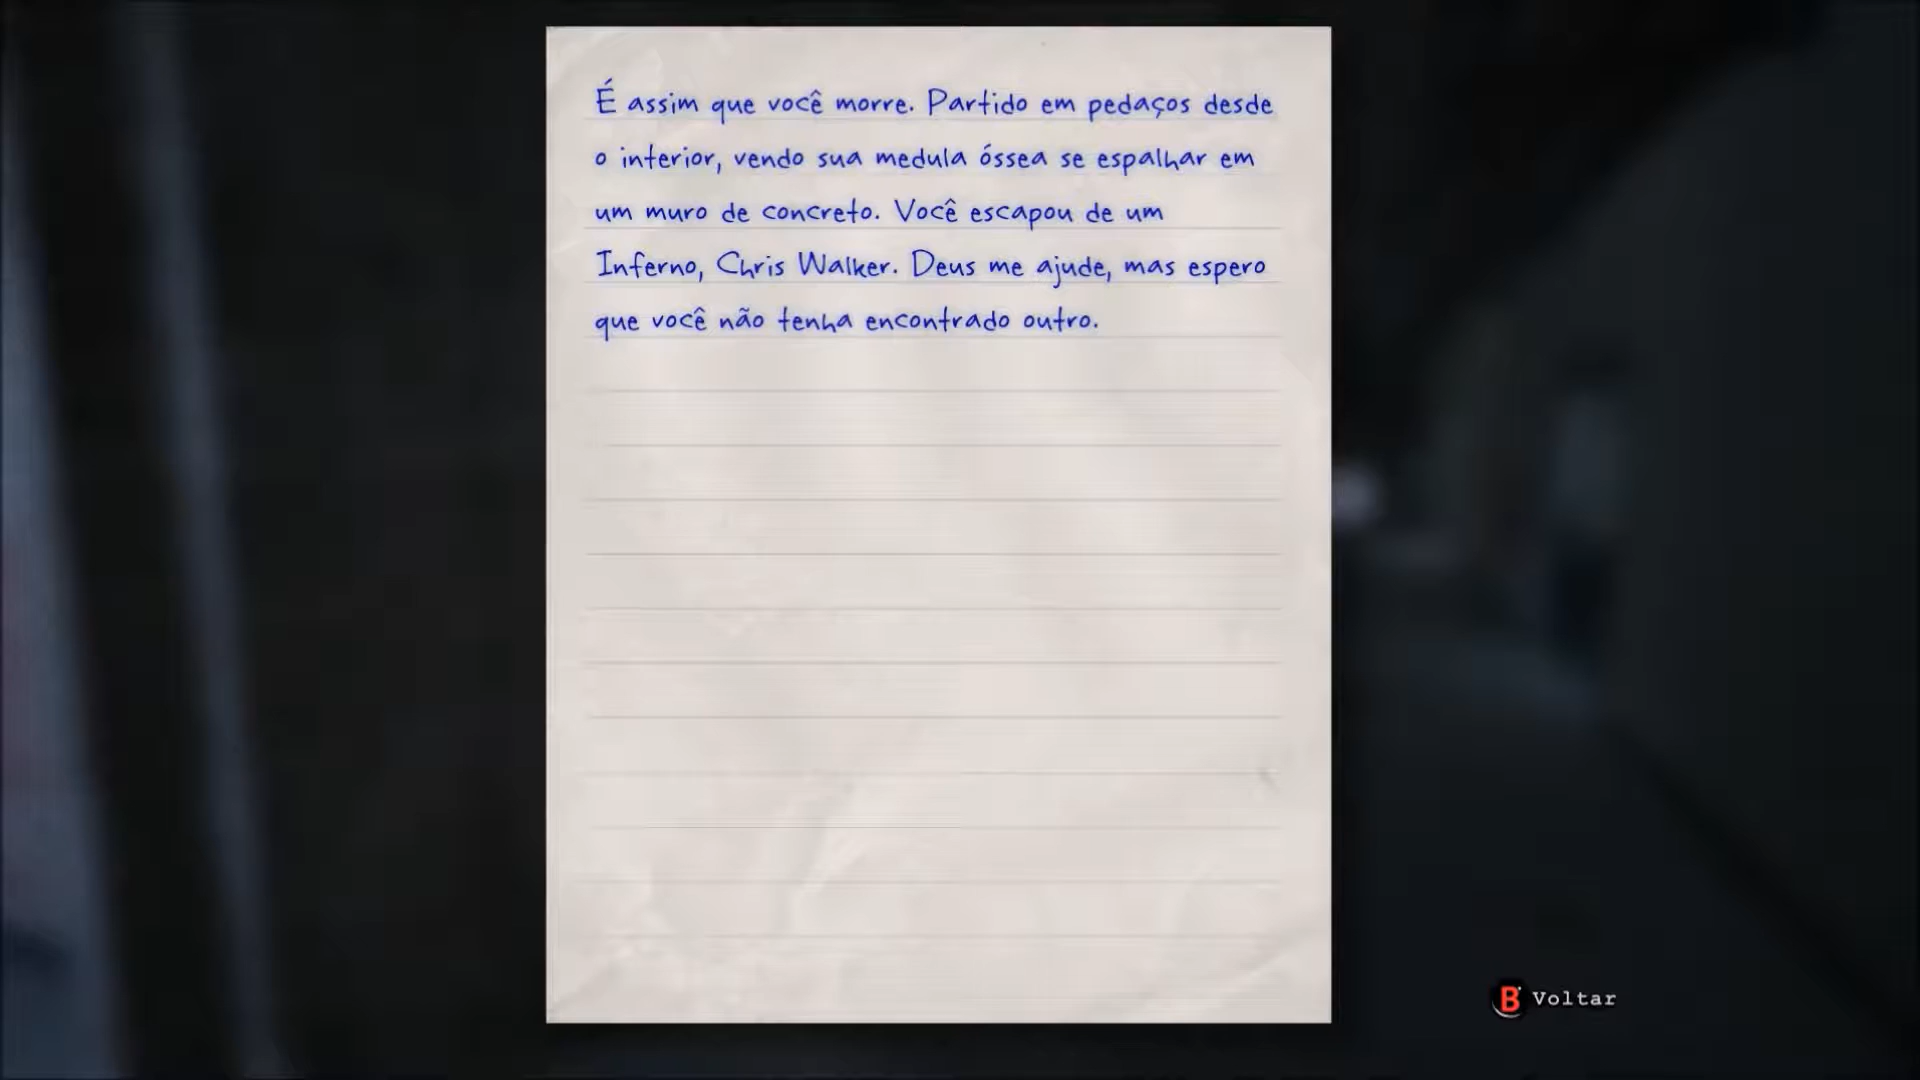 É assim que você morre. Partido em pedaços desde
o interior, vendo sua medula óssea se espalhar em
um muro de concreto. Você escapou de um
Inferno, Chris Walker. Deus me ajude, mas espero
que você não tenha encontrado outro.
B Voltar